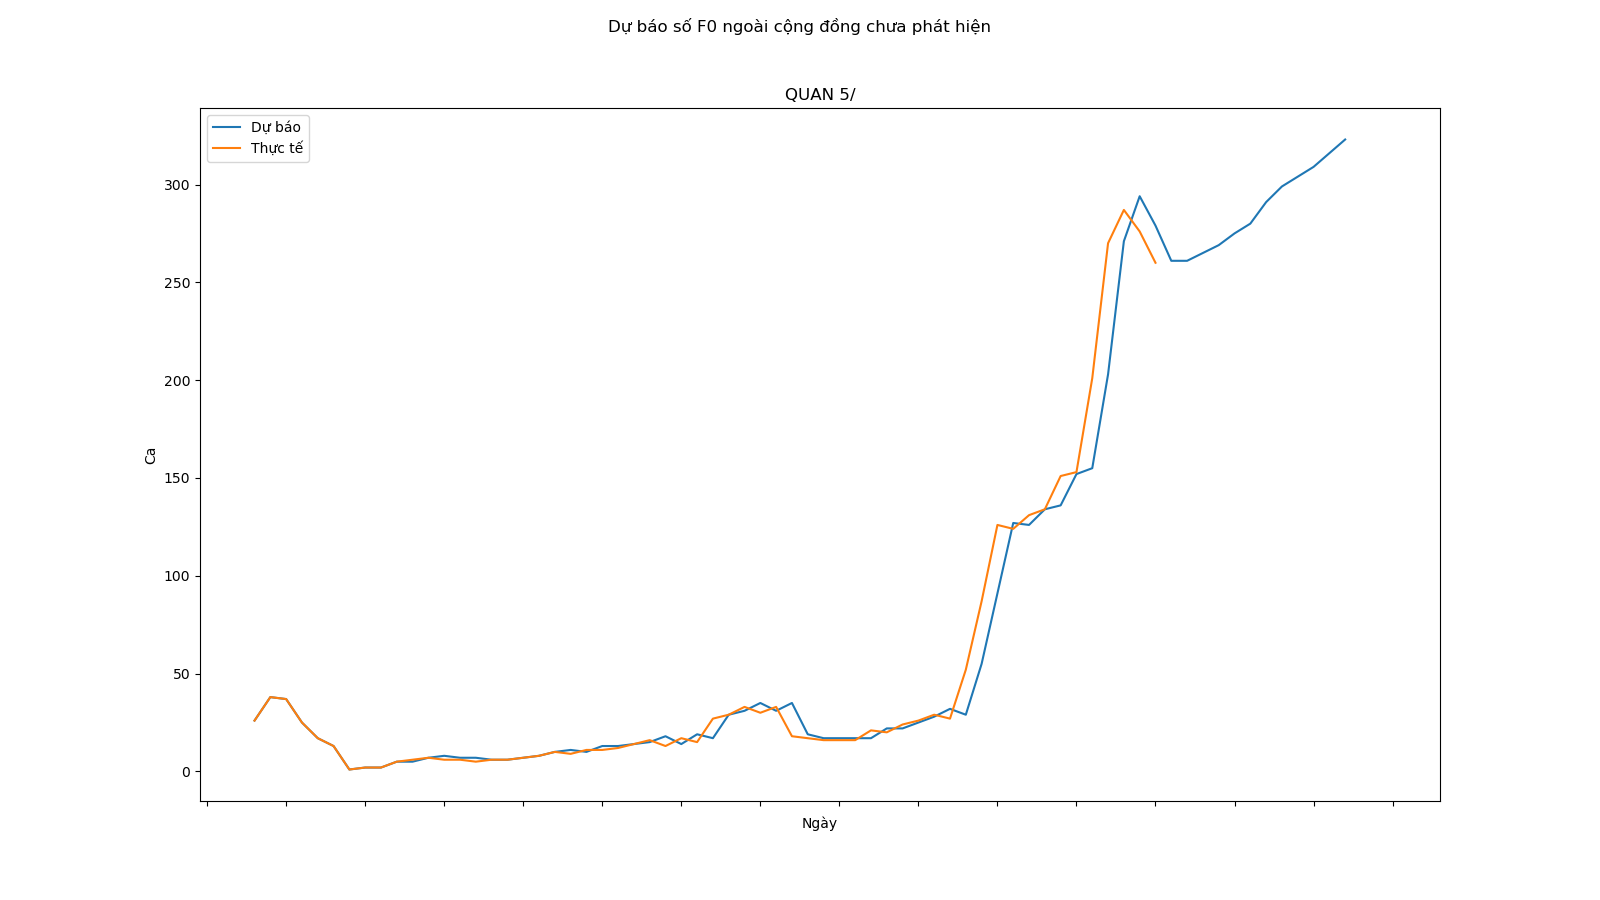 Dự báo số F0 ngoài cộng đồng chưa phát hiện
QUAN 5/
Dự báo
Thực tế
300
250
200
150
100
50
0
Ca
Ngày